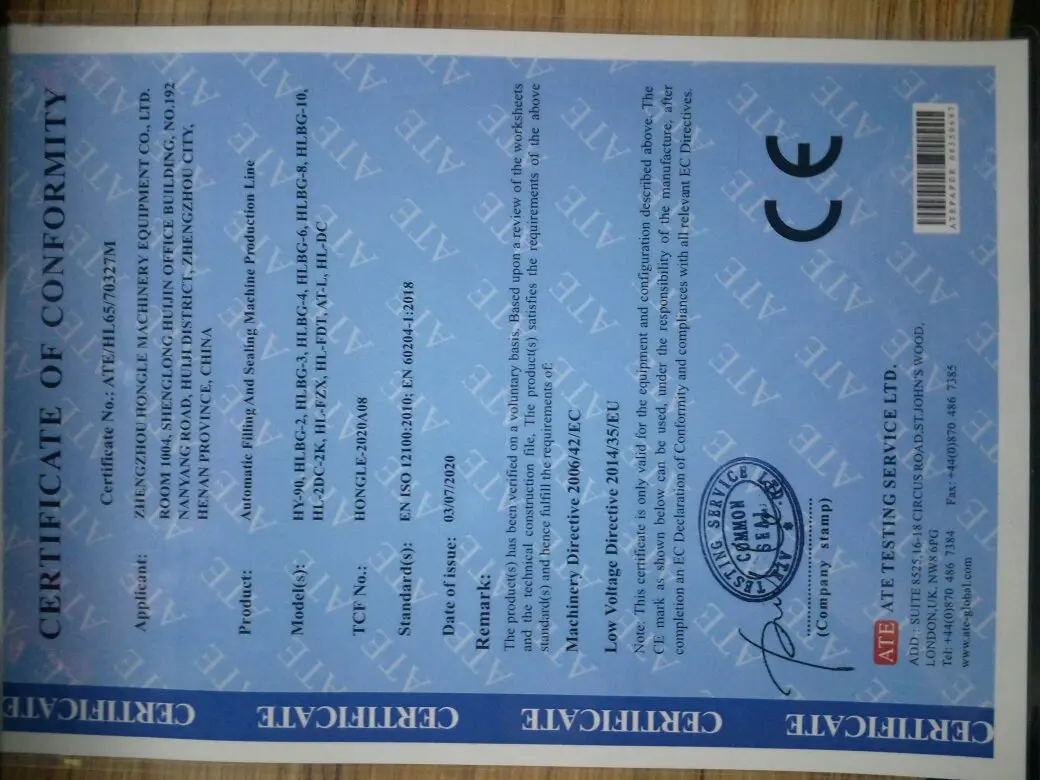 CERTIFICATE OF CONFORMITY
Certificate No.: ATE/HL65/70327M
Applicant: ZHENGZHOU HONGLE MACHINERY EQUIPMENT CO., LTD.
ROOM 1004, SHENGLONG HUIJIN OFFICE BUILDING, NO.192
NANYANG ROAD, HUIJI DISTRICT, ZHENGZHOU CITY,
HENAN PROVINCE, CHINA
Product: Automatic Filling And Sealing Machine Production Line
Model(s): HY-90, HLBG-2, HLBG-3, HLBG-4, HLBG-6, HLBG-8, HLBG-10,
HL-2DC-2K, HL-FZX, HL-FDT, AT-L, HL-DC
TCF No.: HONGLE-2020A08
Standard(s): EN ISO 12100:2010; EN 60204-1:2018
Date of issue: 03/07/2020
Remark:
The product(s) has been verified on a voluntary basis. Based upon a review of the worksheets
and the technical construction file, The product(s) satisfies the requirements of the above
standard(s) and hence fulfill the requirements of:
Machinery Directive 2006/42/EC
Low Voltage Directive 2014/35/EU
Note: This certificate is only valid for the equipment and configuration described above. The
CE mark as shown below can be used, under the responsibility of the manufacture, after
completion an EC Declaration of Conformity and compliances with all relevant EC Directives.
CE
TESTING SERVICE
COMMON
SEAL
ATE
(Company stamp)
ATE ATE TESTING SERVICE LTD.
ADD : SUITE 8525,16-18 CIRCUS ROAD,ST.JOHN'S WOOD,
LONDON,UK, NW8 6PG
Tel: +44(0)870 486 7384 Fax: +44(0)870 486 7385
www.ate-global.com
CERTIFICATE CERTIFICATE CERTIFICATE CERTIFICATE CERTIFICATE